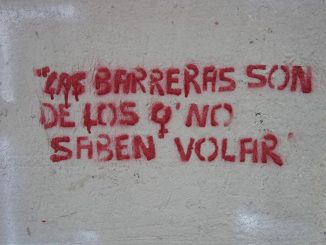 "LAS BARRERAS SON
DE LOS Q' NO
SABEN VOLAR"